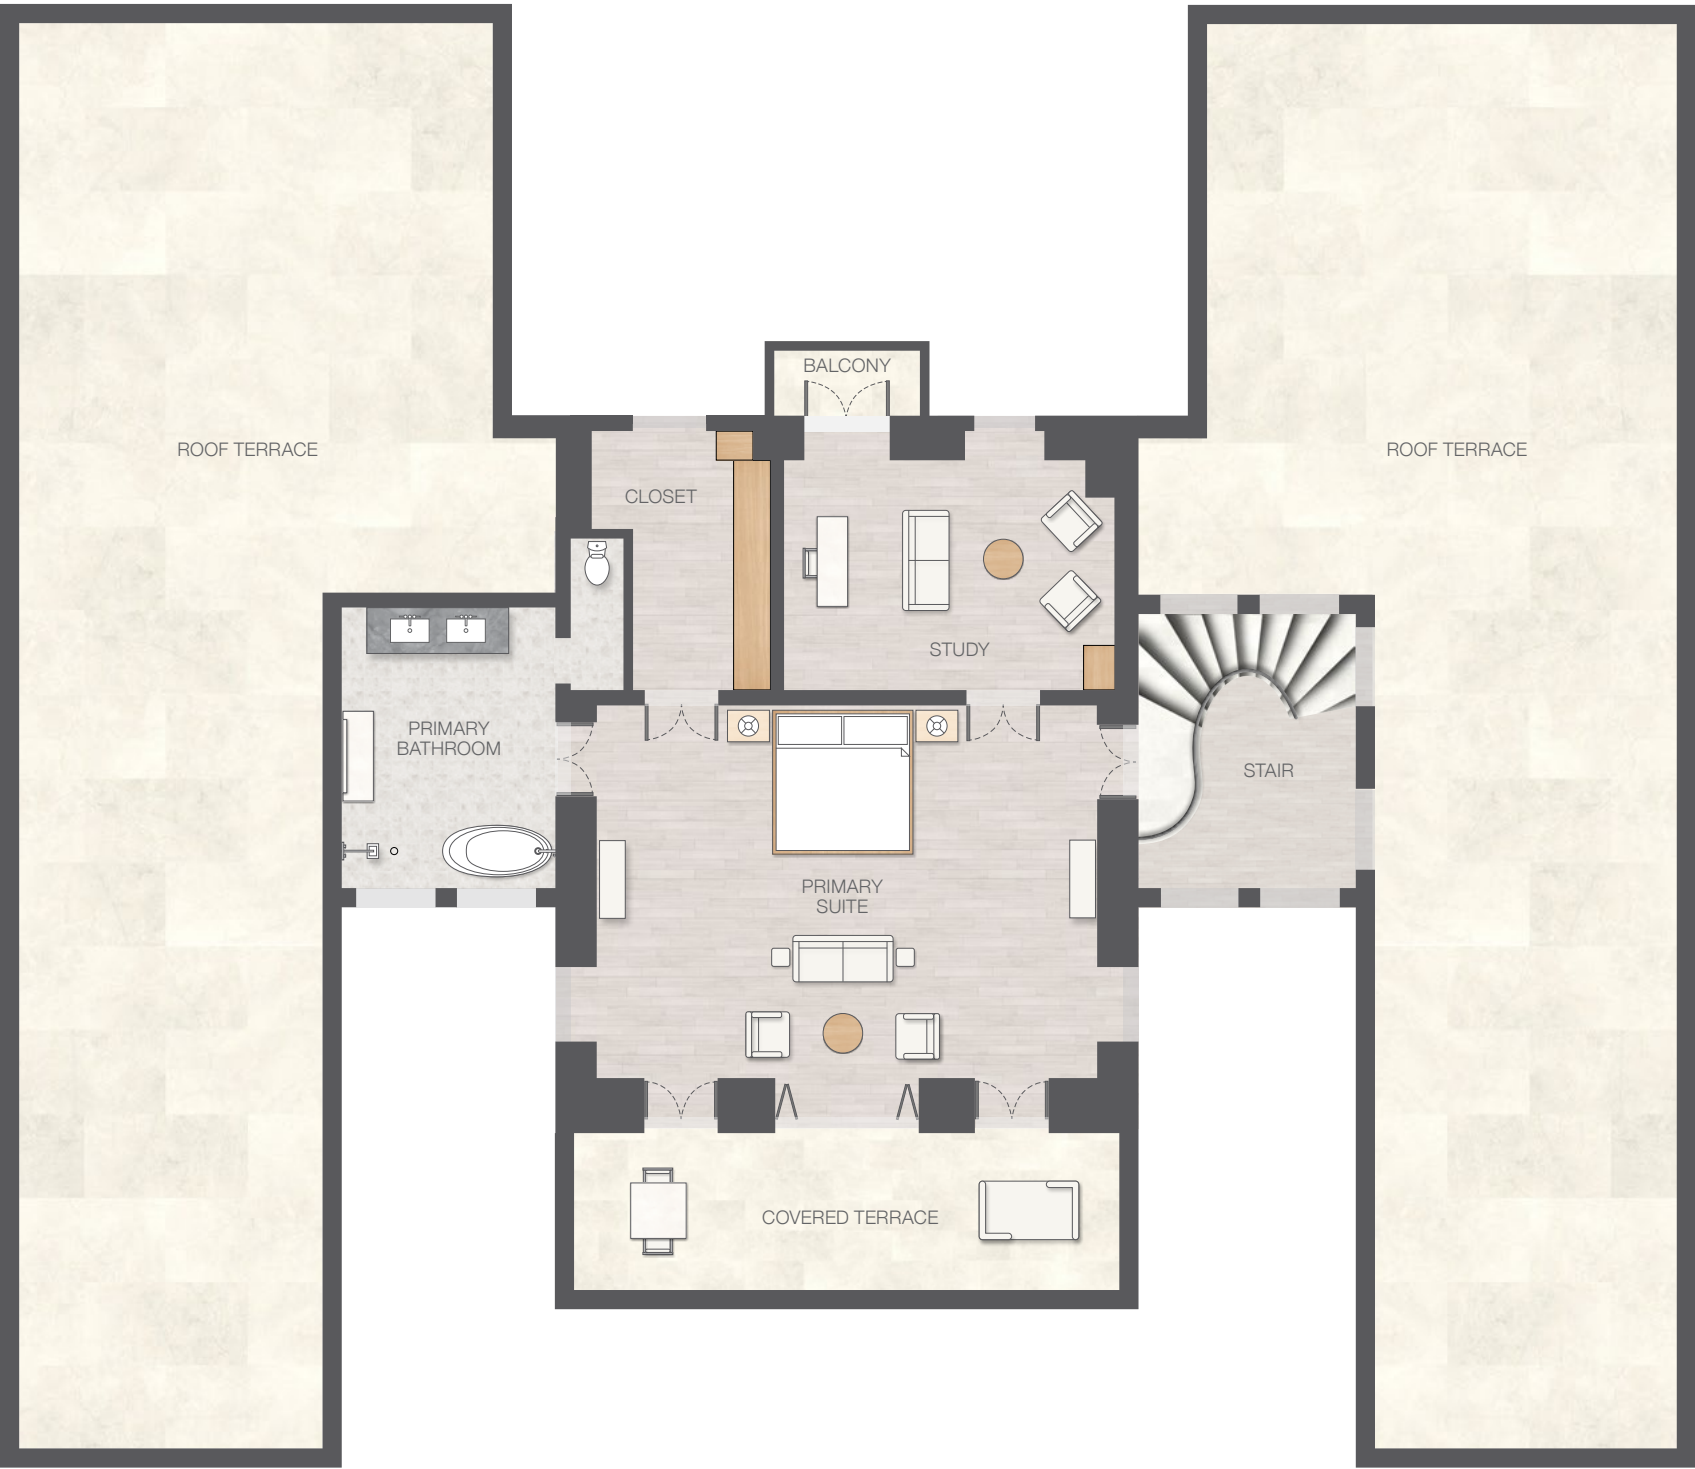 BALCONY
ROOF TERRACE
ROOF TERRACE
CLOSET
STUDY
PRIMARY
BATHROOM
STAIR
PRIMARY
SUITE
COVERED TERRACE